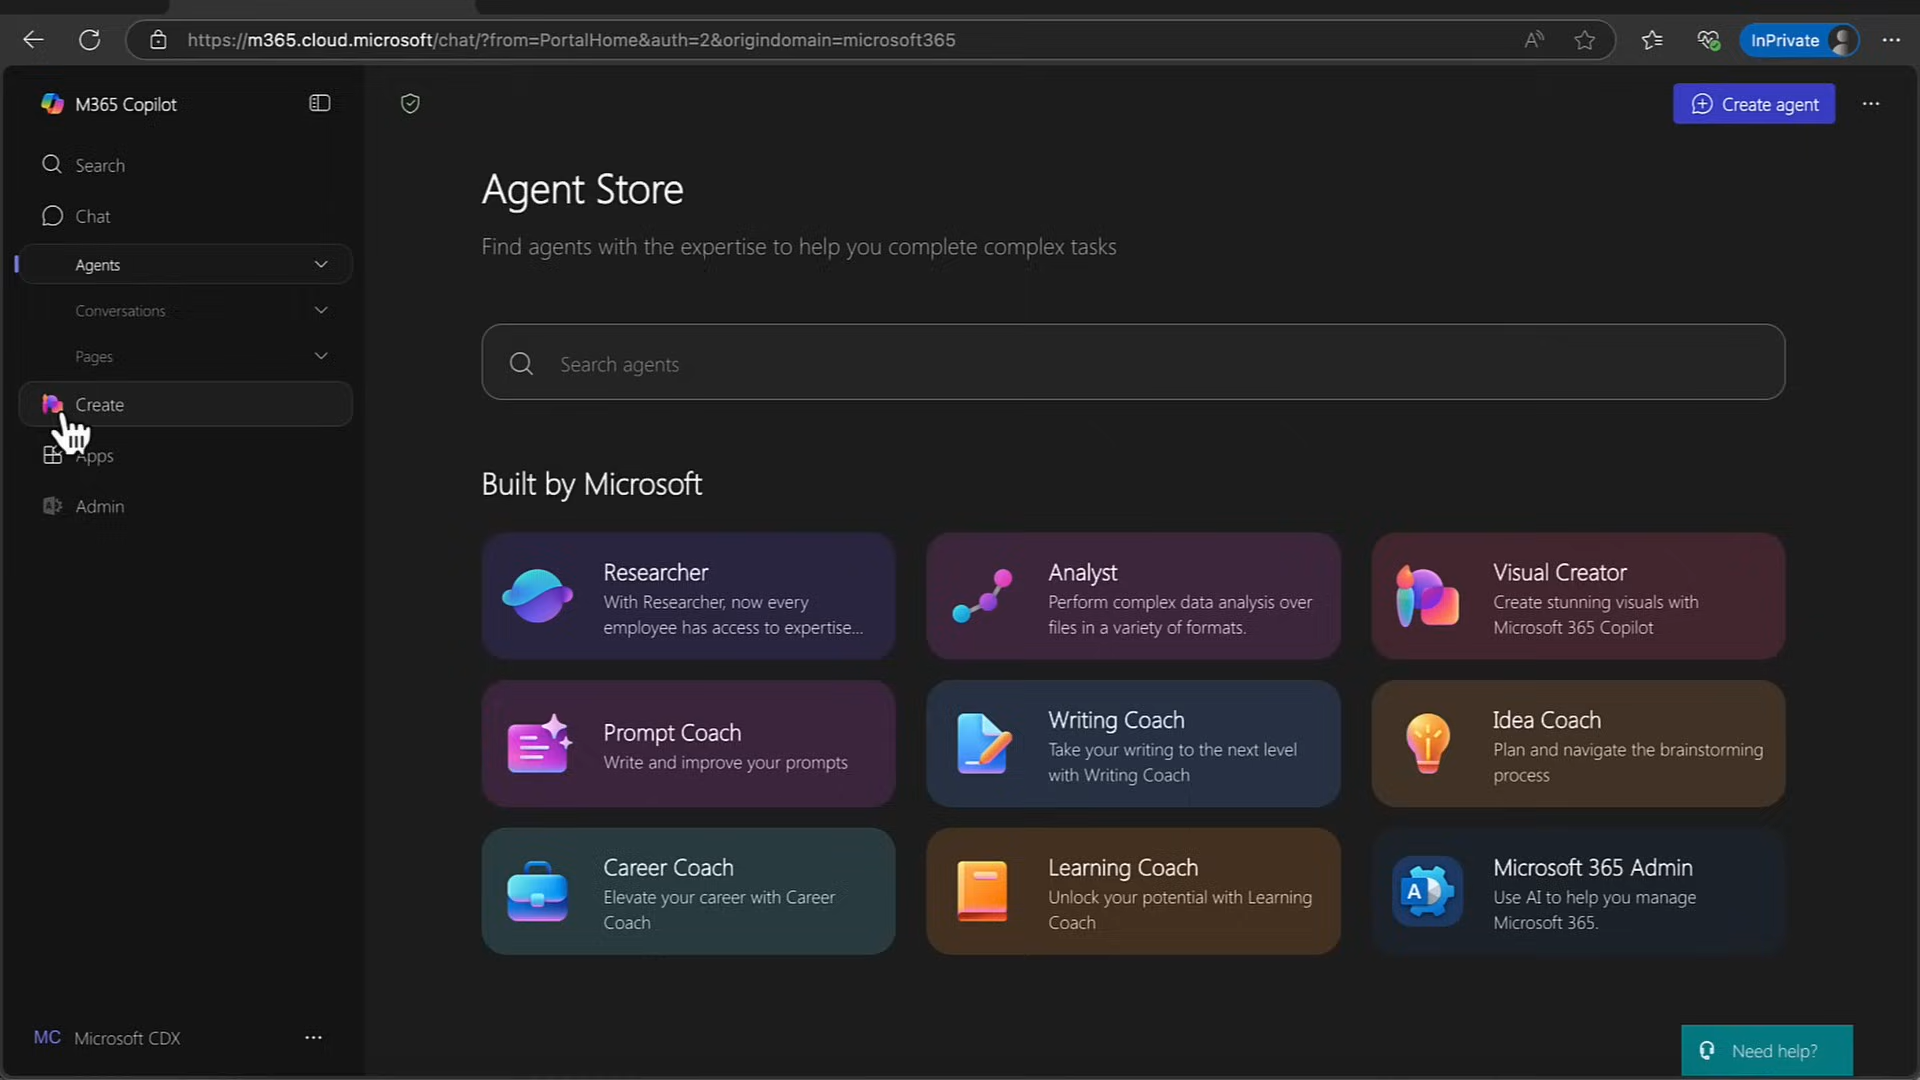 https://m365.cloud.microsoft/chat/?from=PortalHome&auth=2&origindomain=microsoft365
InPrivate
M365 Copilot
Search
Chat
Agents
Conversations
Pages
Create
Apps
Admin
MC Microsoft CDX
Create agent
Agent Store
Find agents with the expertise to help you complete complex tasks
Search agents
Built by Microsoft
Researcher
With Researcher, now every
employee has access to expertise...
Analyst
Perform complex data analysis over
files in a variety of formats.
Visual Creator
Create stunning visuals with
Microsoft 365 Copilot
Prompt Coach
Write and improve your prompts
Writing Coach
Take your writing to the next level
with Writing Coach
Idea Coach
Plan and navigate the brainstorming
process
Career Coach
Elevate your career with Career
Coach
Learning Coach
Unlock your potential with Learning
Coach
A
Microsoft 365 Admin
Use AI to help you manage
Microsoft 365.
Need help?